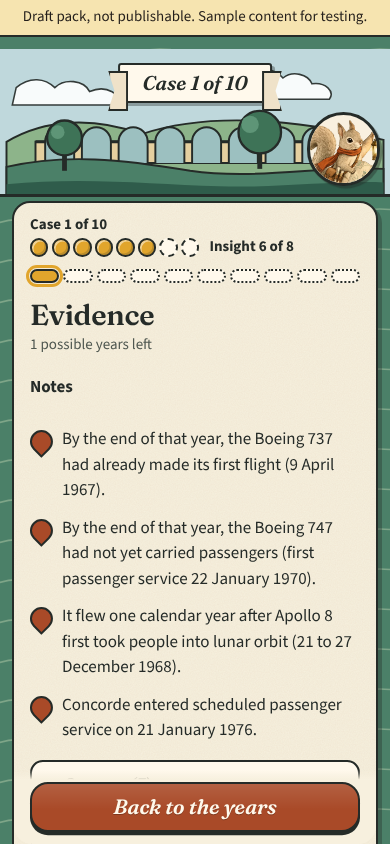 Draft pack, not publishable. Sample content for testing.
Case 1 of 10
Case 1 of 10
Insight 6 of 8
Evidence
1 possible years left
Notes
By the end of that year, the Boeing 737
had already made its first flight (9 April
1967).
By the end of that year, the Boeing 747
had not yet carried passengers (first
passenger service 22 January 1970).
It flew one calendar year after Apollo 8
first took people into lunar orbit (21 to 27
December 1968).
Concorde entered scheduled passenger
service on 21 January 1976.
Back to the years